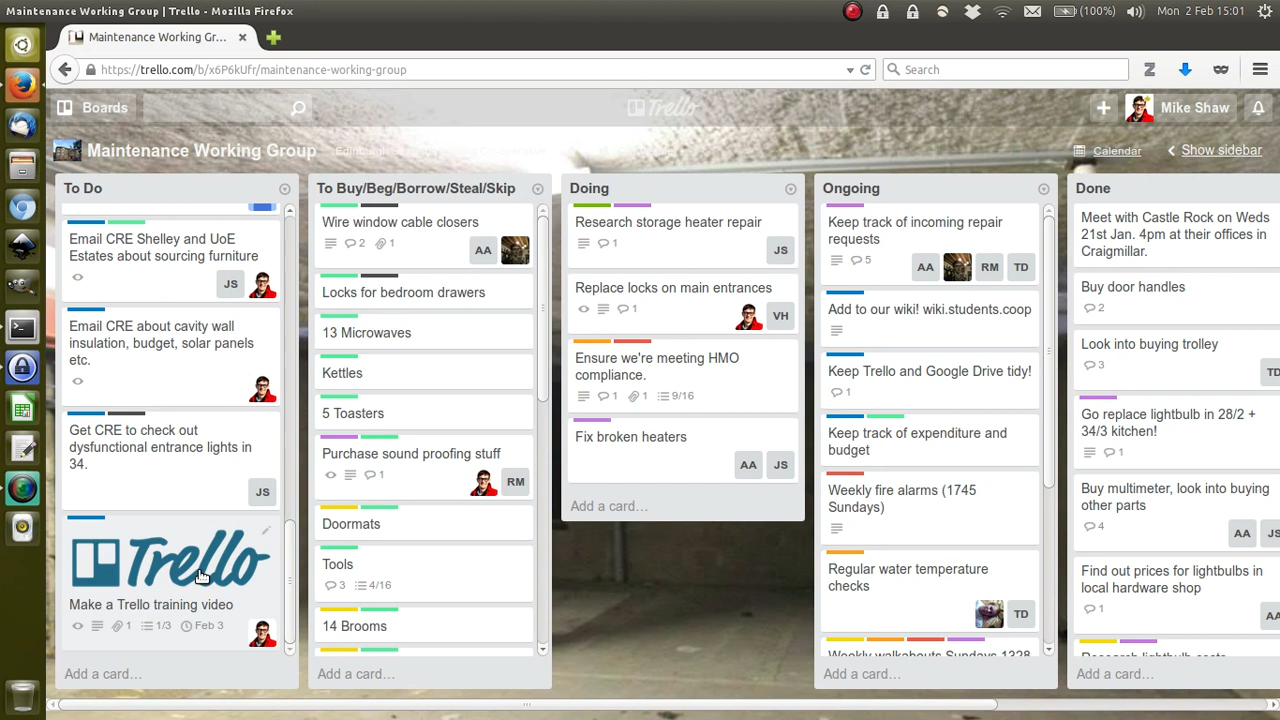 Maintenance Working Group | Trello - Mozilla Firefox
(100%) Mon 2 Feb 15:01
Maintenance Working Gr...
https://trello.com/b/x6P6kUfr/maintenance-working-group
Search
Boards
Trello
Mike Shaw
Maintenance Working Group
Calendar
Show sidebar
To Do
Email CRE Shelley and UoE
Estates about sourcing furniture
JS
Email CRE about cavity wall
insulation, budget, solar panels
etc.
Get CRE to check out
dysfunctional entrance lights in
34.
JS
Trello
Make a Trello training video
1 1/3 Feb 3
Add a card…
To Buy/Beg/Borrow/Steal/Skip
Wire window cable closers
2 1
AA
Locks for bedroom drawers
13 Microwaves
Kettles
5 Toasters
Purchase sound proofing stuff
1
RM
Doormats
Tools
3 4/16
14 Brooms
Add a card…
Doing
Research storage heater repair
1
JS
Replace locks on main entrances
1
VH
Ensure we're meeting HMO
compliance.
1 1 9/16
Fix broken heaters
AA JS
Add a card…
Ongoing
Keep track of incoming repair
requests
5
AA RM TD
Add to our wiki! wiki.students.coop
Keep Trello and Google Drive tidy!
1
Keep track of expenditure and
budget
Weekly fire alarms (1745
Sundays)
Regular water temperature
checks
TD
Weekly walkabouts Sundays 1328
Add a card…
Done
Meet with Castle Rock on Weds
21st Jan. 4pm at their offices in
Craigmillar.
Buy door handles
2
Look into buying trolley
3
TD
Go replace lightbulb in 28/2 +
34/3 kitchen!
1
Buy multimeter, look into buying
other parts
4
AA JS
Find out prices for lightbulbs in
local hardware shop
1
AA
Research lightbulb costs
Add a card…